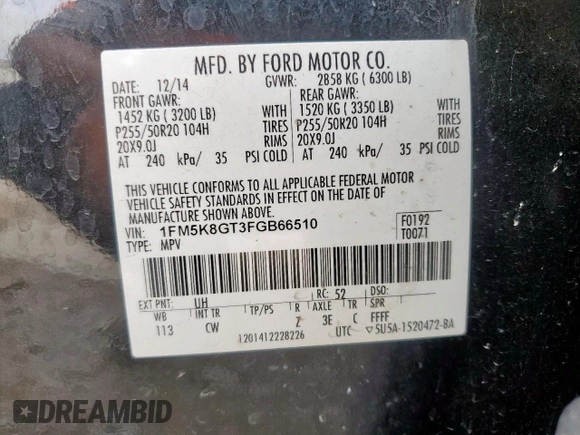 MFD. BY FORD MOTOR CO.
DATE: 12/14 GVWR: 2858 KG ( 6300 LB)
FRONT GAWR: REAR GAWR:
1452 KG ( 3200 LB) WITH 1520 KG ( 3350 LB) WITH
P255/50R20 104H TIRES P255/50R20 104H TIRES
20X9.0J RIMS 20X9.0J RIMS
AT 240 kPa/ 35 PSI COLD AT 240 kPa/ 35 PSI COLD
THIS VEHICLE CONFORMS TO ALL APPLICABLE FEDERAL MOTOR
VEHICLE SAFETY STANDARDS IN EFFECT ON THE DATE OF
MANUFACTURE SHOWN ABOVE.
VIN: 1FM5K8GT3FGB66510 F0192
TYPE: MPV T0071
EXT PNT: UH RC: 52 DSO:
WB INT TR TP/PS R AXLE TR SPR
113 CW Z 3E C FFFF
1201412228226 UTC ▽5U5A-1520472-BA
DREAMBID